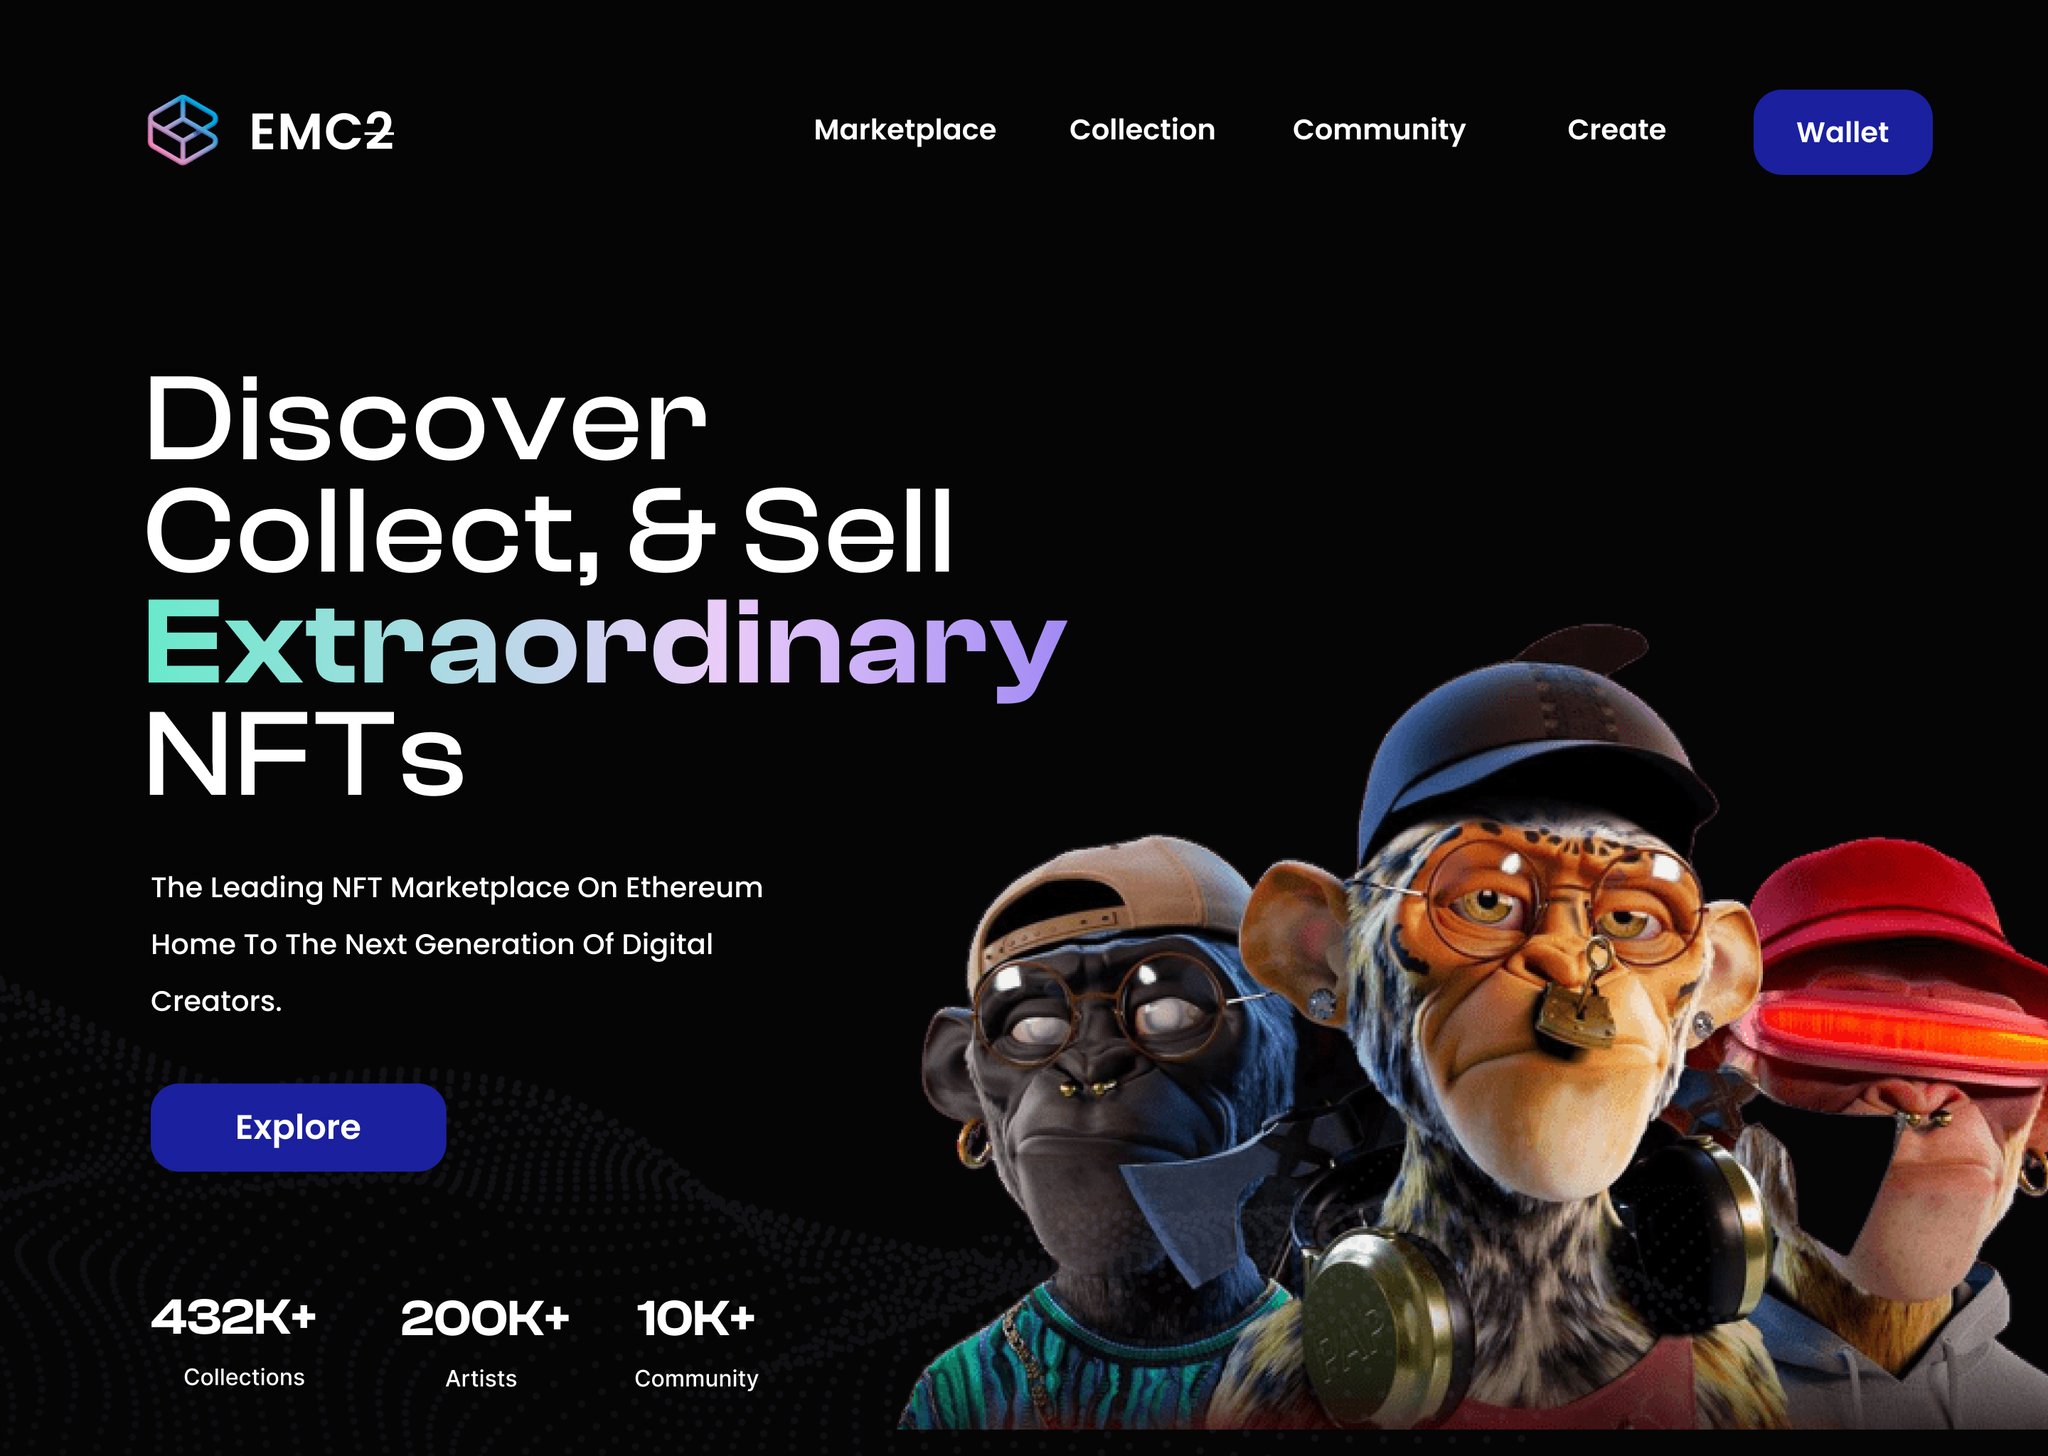 EMC2
Marketplace
Collection
Community
Create
Wallet
Discover
Collect, & Sell
Extraordinary
NFTs
The Leading NFT Marketplace On Ethereum
Home To The Next Generation Of Digital
Creators.
Explore
432K+
Collections
200K+
Artists
10K+
Community
PAP